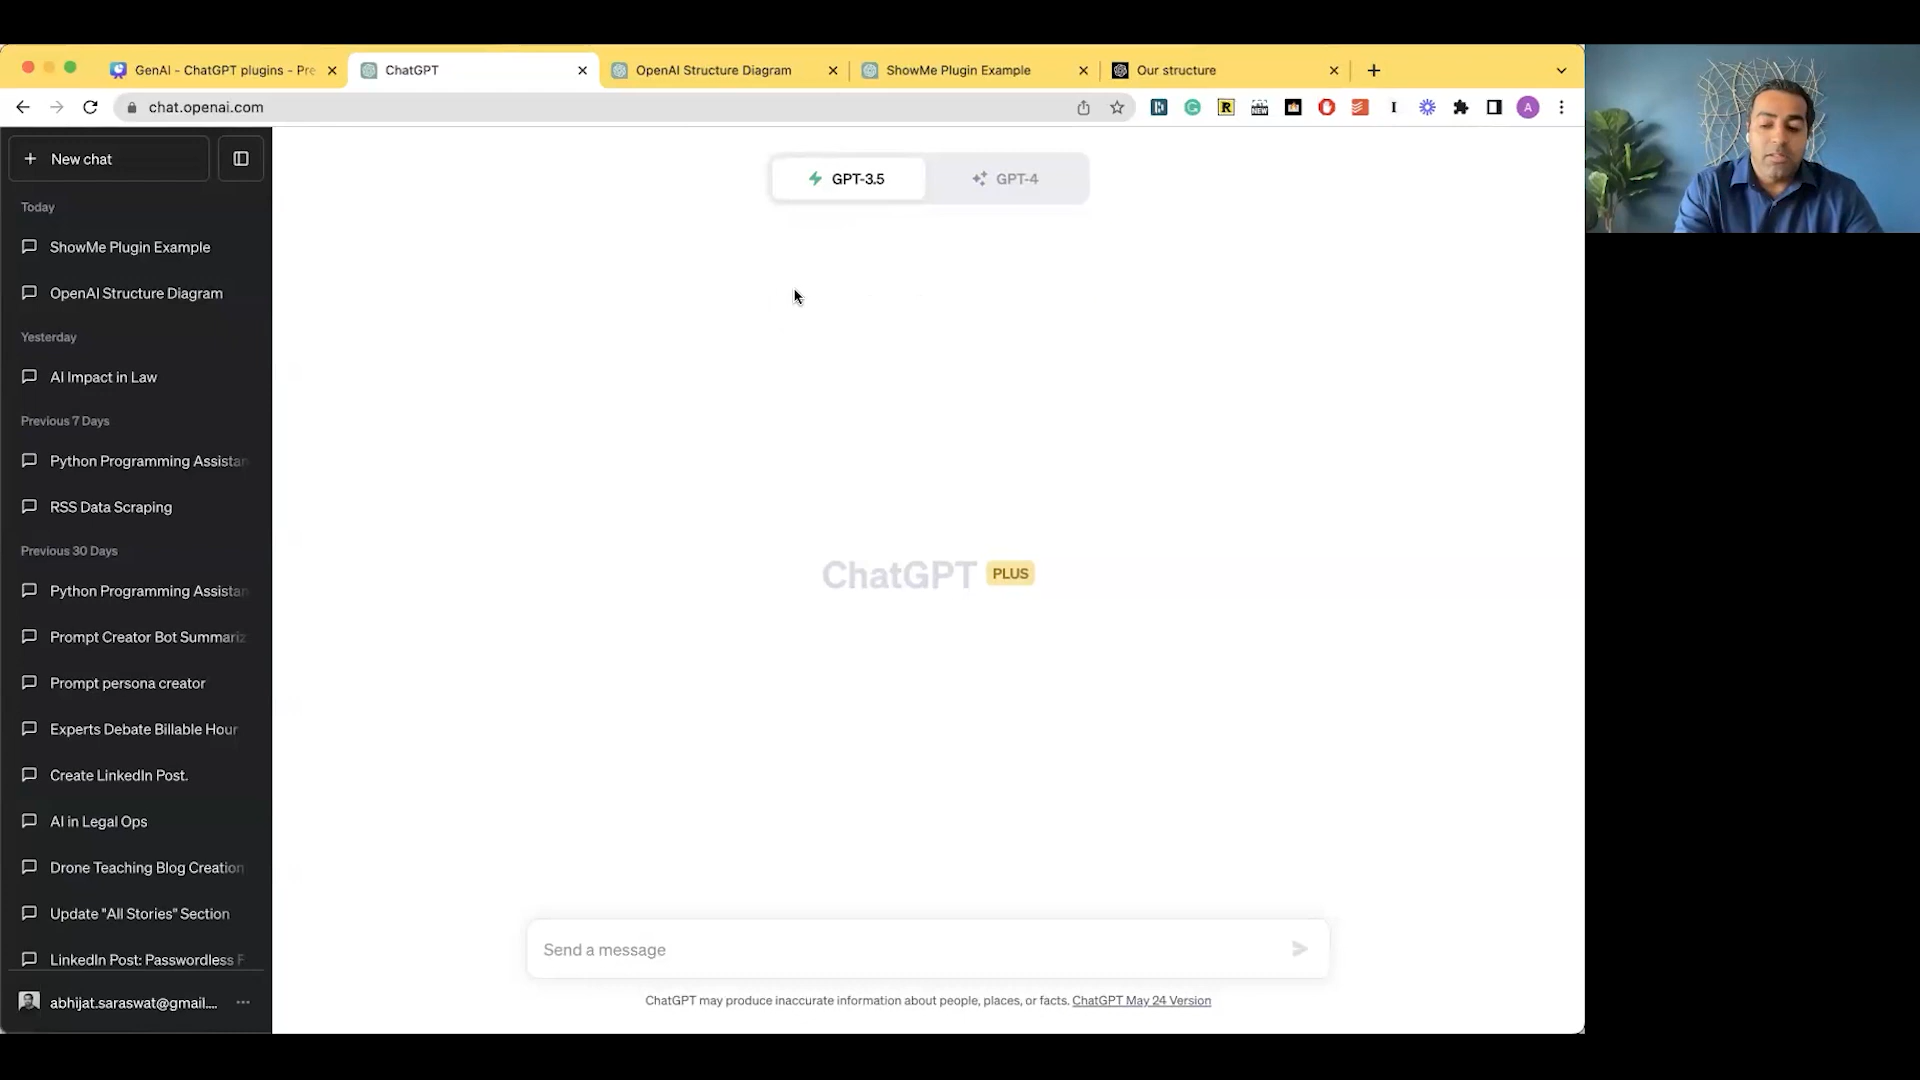 GenAI - ChatGPT plugins - Pre
ChatGPT
OpenAI Structure Diagram
ShowMe Plugin Example
Our structure
chat.openai.com
R
NEW
I
A
New chat
GPT-3.5
GPT-4
Today
ShowMe Plugin Example
OpenAI Structure Diagram
Yesterday
AI Impact in Law
Previous 7 Days
Python Programming Assistan
RSS Data Scraping
Previous 30 Days
Python Programming Assistan
Prompt Creator Bot Summariz
Prompt persona creator
Experts Debate Billable Hour
Create LinkedIn Post.
AI in Legal Ops
Drone Teaching Blog Creation
Update "All Stories" Section
LinkedIn Post: Passwordless F
abhijat.saraswat@gmail....
ChatGPT PLUS
Send a message
ChatGPT may produce inaccurate information about people, places, or facts. ChatGPT May 24 Version